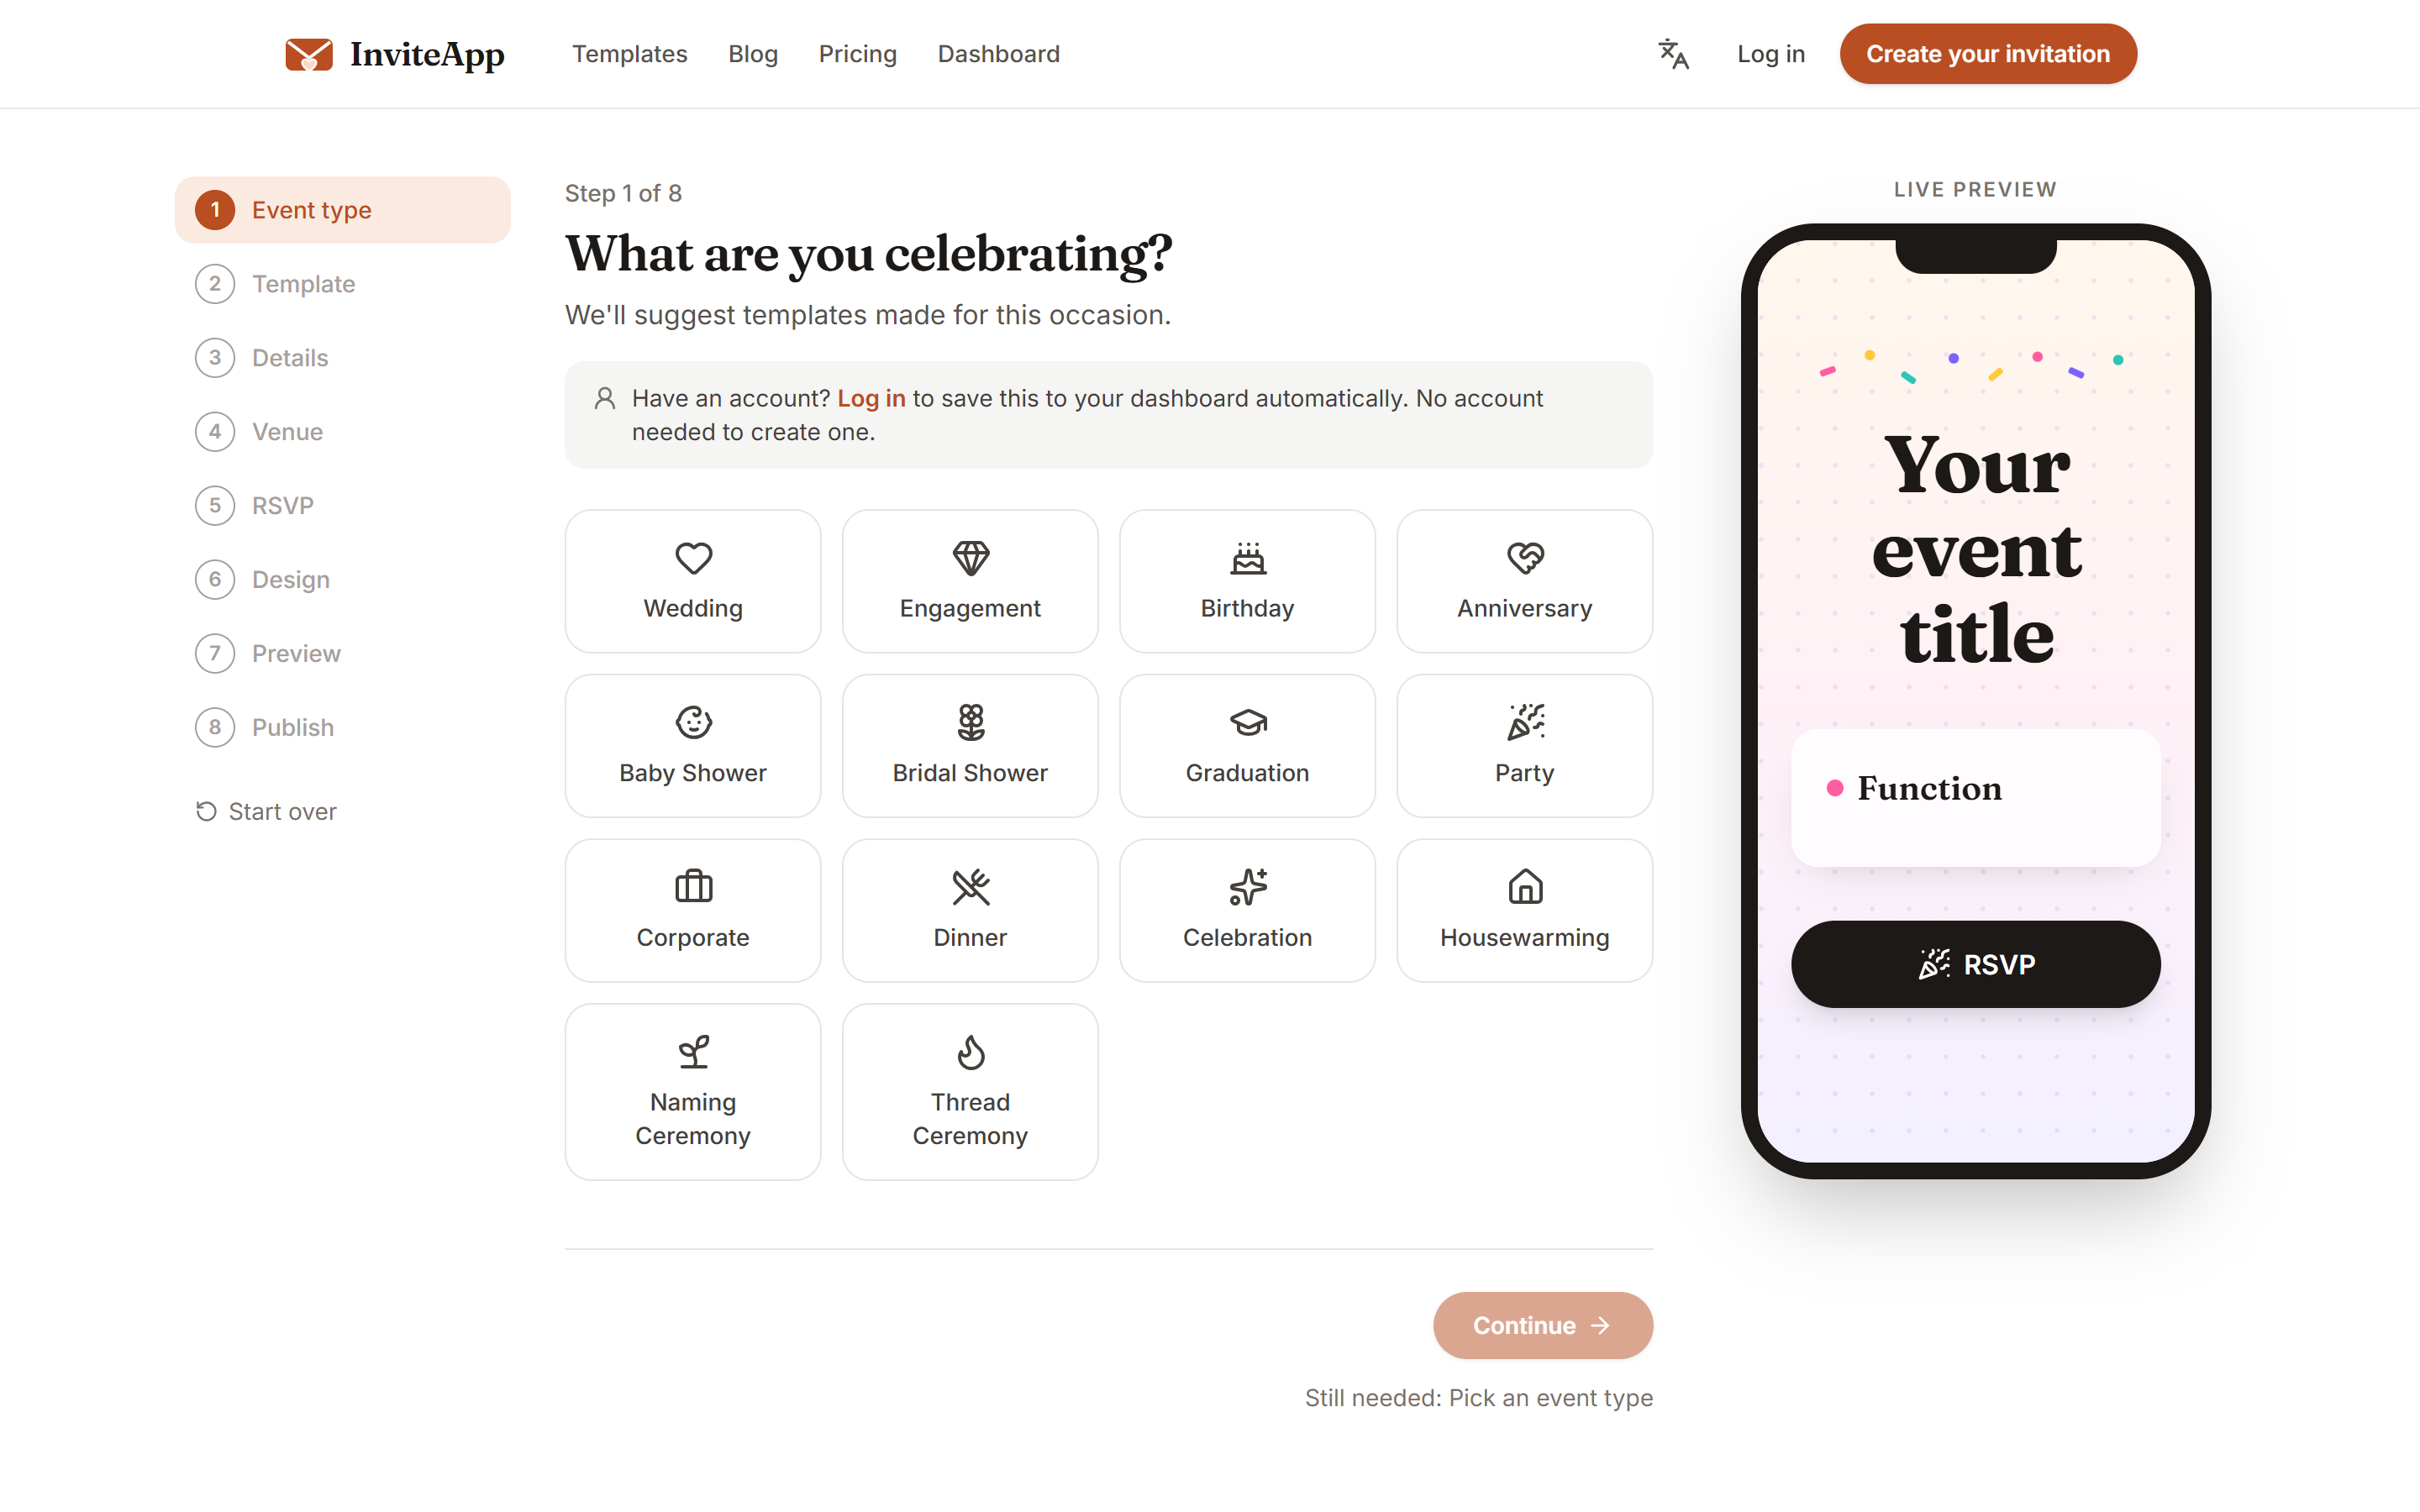 InviteApp
Templates
Blog
Pricing
Dashboard
Log in
Create your invitation
1 Event type
2 Template
3 Details
4 Venue
5 RSVP
6 Design
7 Preview
8 Publish
Start over
Step 1 of 8
What are you celebrating?
We'll suggest templates made for this occasion.
Have an account? Log in to save this to your dashboard automatically. No account
needed to create one.
Wedding
Engagement
Birthday
Anniversary
Baby Shower
Bridal Shower
Graduation
Party
Corporate
Dinner
Celebration
Housewarming
Naming
Ceremony
Thread
Ceremony
Continue
Still needed: Pick an event type
LIVE PREVIEW
Your
event
title
Function
RSVP